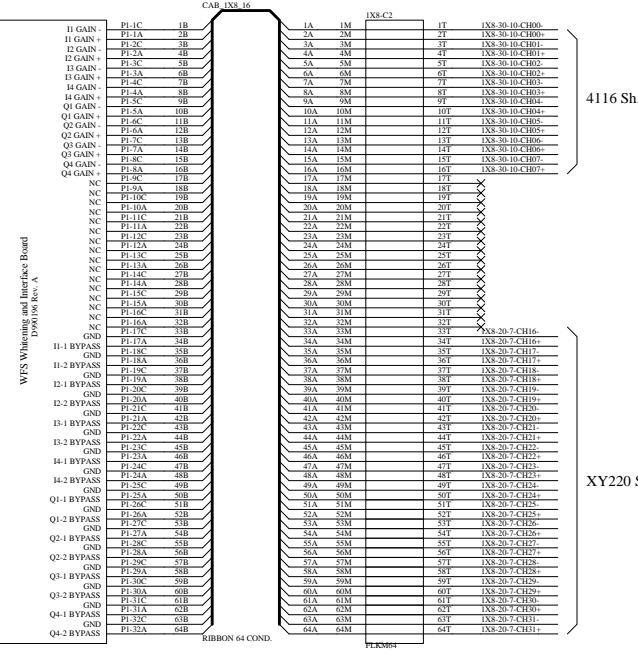 CAB_1X8_16
1X8-C2
I1 GAIN - P1-1C 1B 1A 1M 1T 1X8-30-10-CH00-
I1 GAIN + P1-1A 2B 2A 2M 2T 1X8-30-10-CH00+
I2 GAIN - P1-2C 3B 3A 3M 3T 1X8-30-10-CH01-
I2 GAIN + P1-2A 4B 4A 4M 4T 1X8-30-10-CH01+
I3 GAIN - P1-3C 5B 5A 5M 5T 1X8-30-10-CH02-
I3 GAIN + P1-3A 6B 6A 6M 6T 1X8-30-10-CH02+
I4 GAIN - P1-4C 7B 7A 7M 7T 1X8-30-10-CH03-
I4 GAIN + P1-4A 8B 8A 8M 8T 1X8-30-10-CH03+
Q1 GAIN - P1-5C 9B 9A 9M 9T 1X8-30-10-CH04-
Q1 GAIN + P1-5A 10B 10A 10M 10T 1X8-30-10-CH04+
Q2 GAIN - P1-6C 11B 11A 11M 11T 1X8-30-10-CH05-
Q2 GAIN + P1-6A 12B 12A 12M 12T 1X8-30-10-CH05+
Q3 GAIN - P1-7C 13B 13A 13M 13T 1X8-30-10-CH06-
Q3 GAIN + P1-7A 14B 14A 14M 14T 1X8-30-10-CH06+
Q4 GAIN - P1-8C 15B 15A 15M 15T 1X8-30-10-CH07-
Q4 GAIN + P1-8A 16B 16A 16M 16T 1X8-30-10-CH07+
4116 Sh
NC P1-9C 17B 17A 17M 17T
NC P1-9A 18B 18A 18M 18T
NC P1-10C 19B 19A 19M 19T
NC P1-10A 20B 20A 20M 20T
NC P1-11C 21B 21A 21M 21T
NC P1-11A 22B 22A 22M 22T
NC P1-12C 23B 23A 23M 23T
NC P1-12A 24B 24A 24M 24T
NC P1-13C 25B 25A 25M 25T
NC P1-13A 26B 26A 26M 26T
NC P1-14C 27B 27A 27M 27T
NC P1-14A 28B 28A 28M 28T
NC P1-15C 29B 29A 29M 29T
NC P1-15A 30B 30A 30M 30T
NC P1-16C 31B 31A 31M 31T
NC P1-16A 32B 32A 32M 32T
WFS Whitening and Interface Board
D990196 Rev. A
GND P1-17C 33B 33A 33M 33T 1X8-20-7-CH16-
I1-1 BYPASS P1-17A 34B 34A 34M 34T 1X8-20-7-CH16+
GND P1-18C 35B 35A 35M 35T 1X8-20-7-CH17-
I1-2 BYPASS P1-18A 36B 36A 36M 36T 1X8-20-7-CH17+
GND P1-19C 37B 37A 37M 37T 1X8-20-7-CH18-
I2-1 BYPASS P1-19A 38B 38A 38M 38T 1X8-20-7-CH18+
GND P1-20C 39B 39A 39M 39T 1X8-20-7-CH19-
I2-2 BYPASS P1-20A 40B 40A 40M 40T 1X8-20-7-CH19+
GND P1-21C 41B 41A 41M 41T 1X8-20-7-CH20-
I3-1 BYPASS P1-21A 42B 42A 42M 42T 1X8-20-7-CH20+
GND P1-22C 43B 43A 43M 43T 1X8-20-7-CH21-
I3-2 BYPASS P1-22A 44B 44A 44M 44T 1X8-20-7-CH21+
GND P1-23C 45B 45A 45M 45T 1X8-20-7-CH22-
I4-1 BYPASS P1-23A 46B 46A 46M 46T 1X8-20-7-CH22+
GND P1-24C 47B 47A 47M 47T 1X8-20-7-CH23-
I4-2 BYPASS P1-24A 48B 48A 48M 48T 1X8-20-7-CH23+
GND P1-25C 49B 49A 49M 49T 1X8-20-7-CH24-
Q1-1 BYPASS P1-25A 50B 50A 50M 50T 1X8-20-7-CH24+
GND P1-26C 51B 51A 51M 51T 1X8-20-7-CH25-
Q1-2 BYPASS P1-26A 52B 52A 52M 52T 1X8-20-7-CH25+
GND P1-27C 53B 53A 53M 53T 1X8-20-7-CH26-
Q2-1 BYPASS P1-27A 54B 54A 54M 54T 1X8-20-7-CH26+
GND P1-28C 55B 55A 55M 55T 1X8-20-7-CH27-
Q2-2 BYPASS P1-28A 56B 56A 56M 56T 1X8-20-7-CH27+
GND P1-29C 57B 57A 57M 57T 1X8-20-7-CH28-
Q3-1 BYPASS P1-29A 58B 58A 58M 58T 1X8-20-7-CH28+
GND P1-30C 59B 59A 59M 59T 1X8-20-7-CH29-
Q3-2 BYPASS P1-30A 60B 60A 60M 60T 1X8-20-7-CH29+
GND P1-31C 61B 61A 61M 61T 1X8-20-7-CH30-
Q4-1 BYPASS P1-31A 62B 62A 62M 62T 1X8-20-7-CH30+
GND P1-32C 63B 63A 63M 63T 1X8-20-7-CH31-
Q4-2 BYPASS P1-32A 64B 64A 64M 64T 1X8-20-7-CH31+
XY220 S
RIBBON 64 COND.
FLKM64